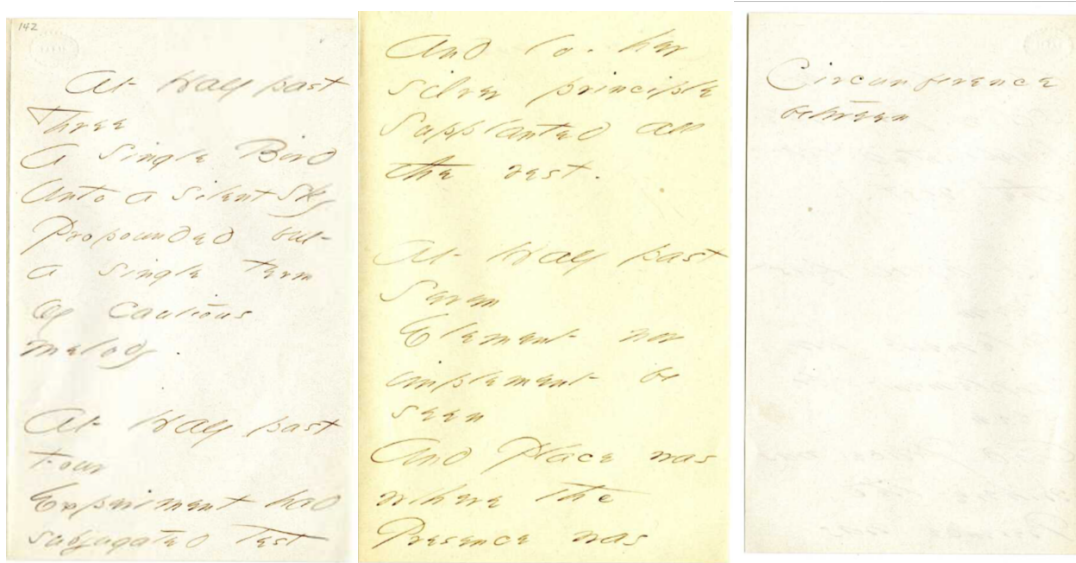 142
At Half past
Three
A Single Bird
Unto a Silent Sky
Propounded but
a single term
Of cautious
melody.
At Half past
Four
Experiment had
subjugated Test
And lo, her
silver principle
Supplanted all
the rest.
At Half past
Seven
Element nor
implement be
seen
And Place was
where the
Presence was
Circumference
between